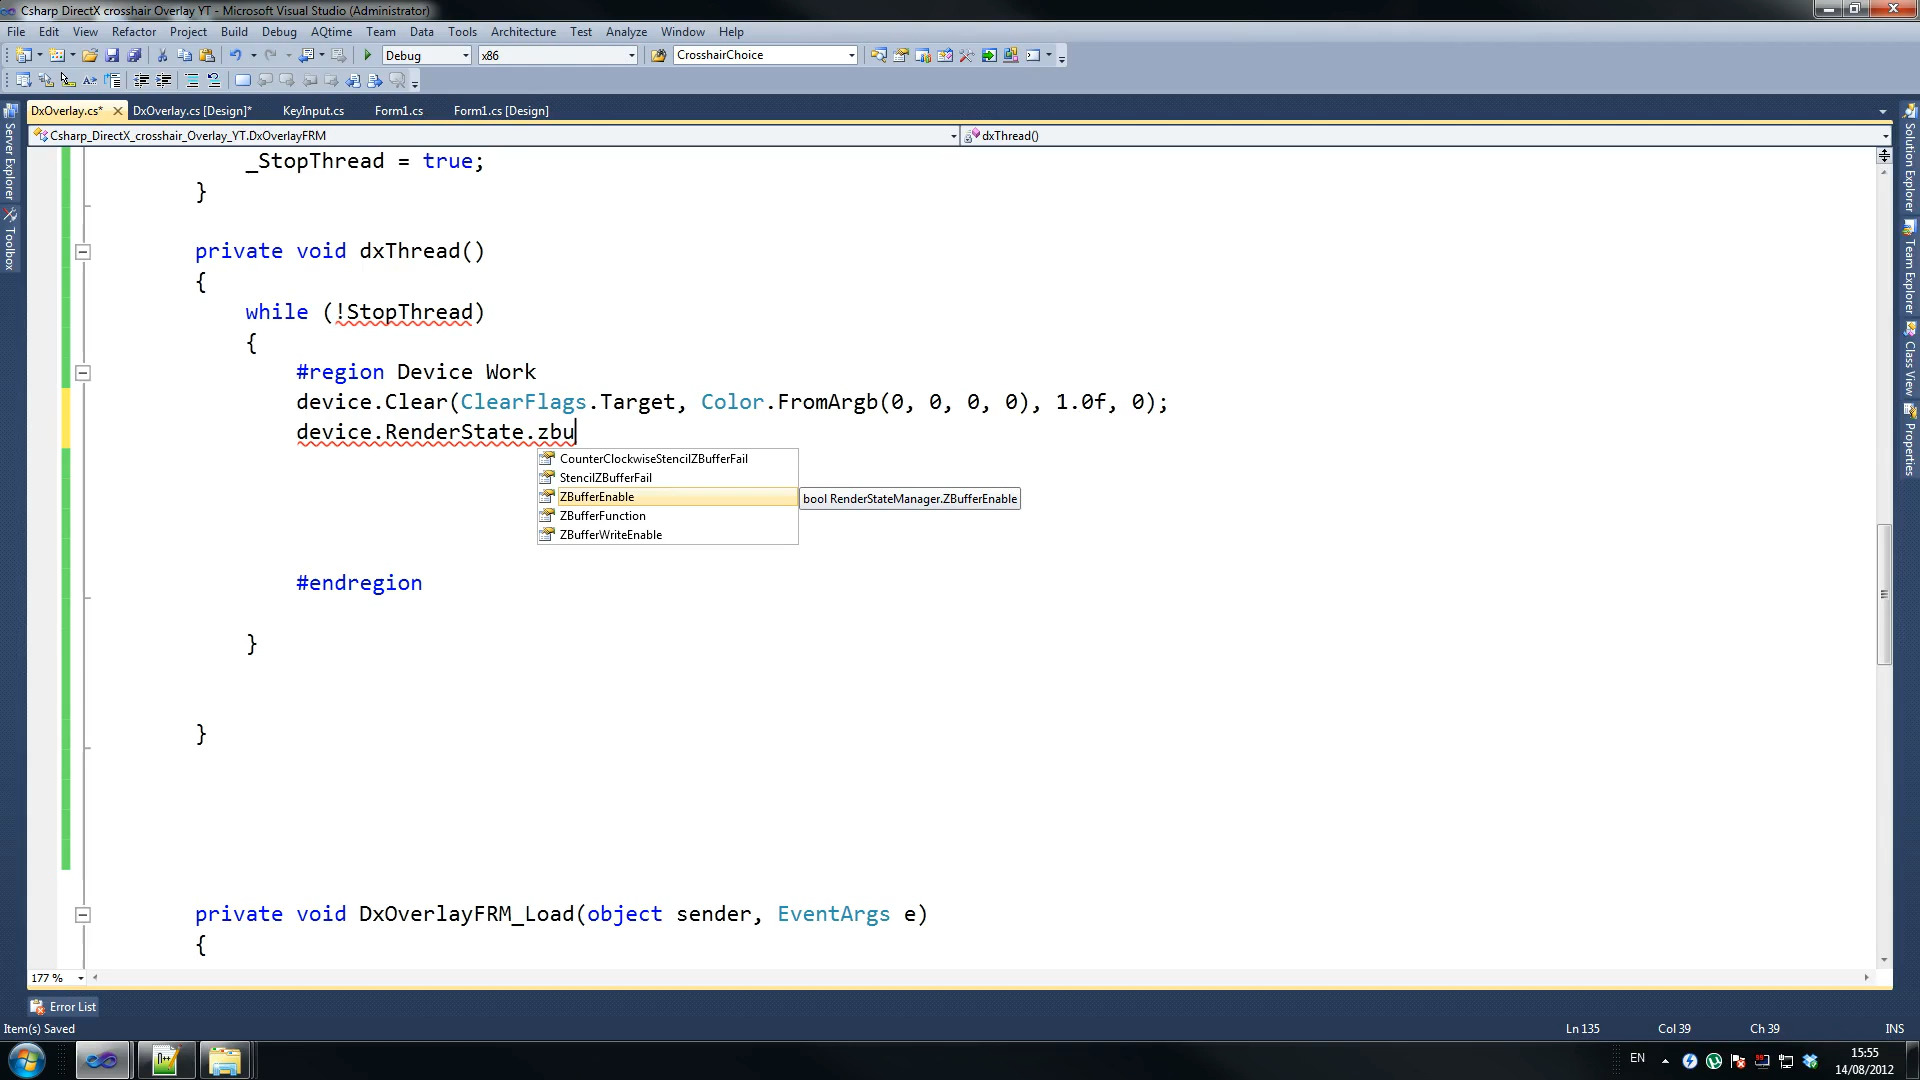 Csharp DirectX crosshair Overlay YT - Microsoft Visual Studio (Administrator)
File Edit View Refactor Project Build Debug AQtime Team Data Tools Architecture Test Analyze Window Help
Debug x86 CrosshairChoice
DxOverlay.cs* DxOverlay.cs [Design]* KeyInput.cs Form1.cs Form1.cs [Design]
Csharp_DirectX_crosshair_Overlay_YT.DxOverlayFRM dxThread()
Server Explorer
Toolbox
Solution Explorer
Team Explorer
Class View
Properties
_StopThread = true;
}
private void dxThread()
{
while (!StopThread)
{
#region Device Work
device.Clear(ClearFlags.Target, Color.FromArgb(0, 0, 0, 0), 1.0f, 0);
device.RenderState.zbu
CounterClockwiseStencilZBufferFail
StencilZBufferFail
ZBufferEnable bool RenderStateManager.ZBufferEnable
ZBufferFunction
ZBufferWriteEnable
#endregion
}
}
private void DxOverlayFRM_Load(object sender, EventArgs e)
{
177 %
Error List
Item(s) Saved Ln 135 Col 39 Ch 39 INS
EN 15:55
14/08/2012